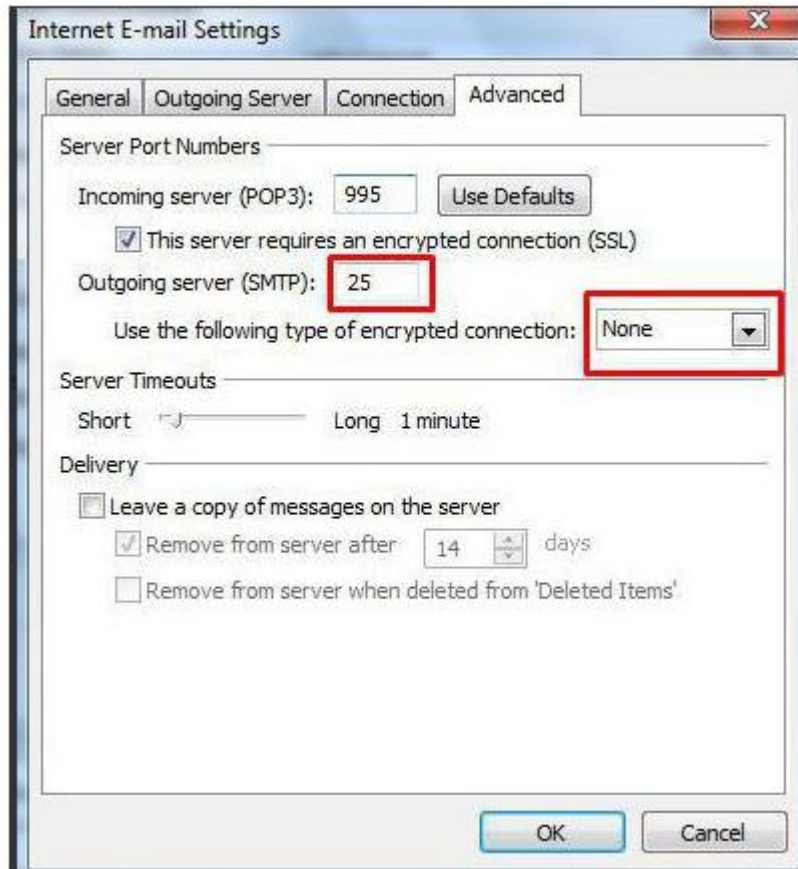 Internet E-mail Settings
General Outgoing Server Connection Advanced
Server Port Numbers
Incoming server (POP3): 995 Use Defaults
This server requires an encrypted connection (SSL)
Outgoing server (SMTP): 25
Use the following type of encrypted connection: None
Server Timeouts
Short Long 1 minute
Delivery
Leave a copy of messages on the server
Remove from server after 14 days
Remove from server when deleted from 'Deleted Items'
OK Cancel